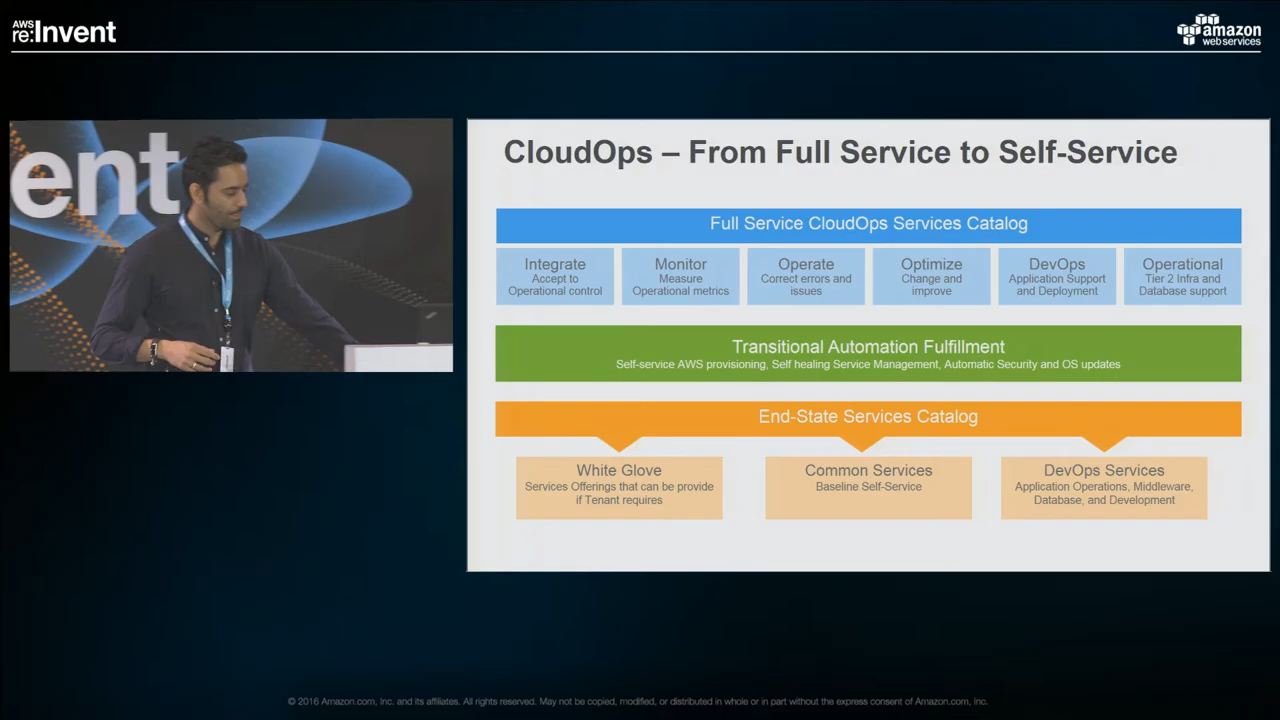 AWS
re:Invent
amazon
web services
ent
CloudOps – From Full Service to Self-Service
Full Service CloudOps Services Catalog
Integrate
Accept to
Operational control
Monitor
Measure
Operational metrics
Operate
Correct errors and
issues
Optimize
Change and
improve
DevOps
Application Support
and Deployment
Operational
Tier 2 Infra and
Database support
Transitional Automation Fulfillment
Self-service AWS provisioning, Self healing Service Management, Automatic Security and OS updates
End-State Services Catalog
White Glove
Services Offerings that can be provide
if Tenant requires
Common Services
Baseline Self-Service
DevOps Services
Application Operations, Middleware,
Database, and Development
© 2016 Amazon.com, inc. and its affiliates. All rights reserved. May not be copied, modified, or distributed in whole or in part without the express consent of Amazon.com, Inc.